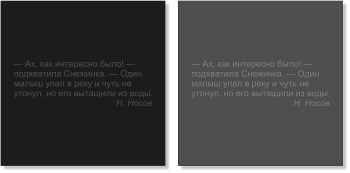 — Ах, как интересно было! —
подхватила Снежинка. — Один
малыш упал в реку и чуть не
утонул, но его вытащили из воды.
Н. Носов
— Ах, как интересно было! —
подхватила Снежинка. — Один
малыш упал в реку и чуть не
утонул, но его вытащили из воды.
Н. Носов